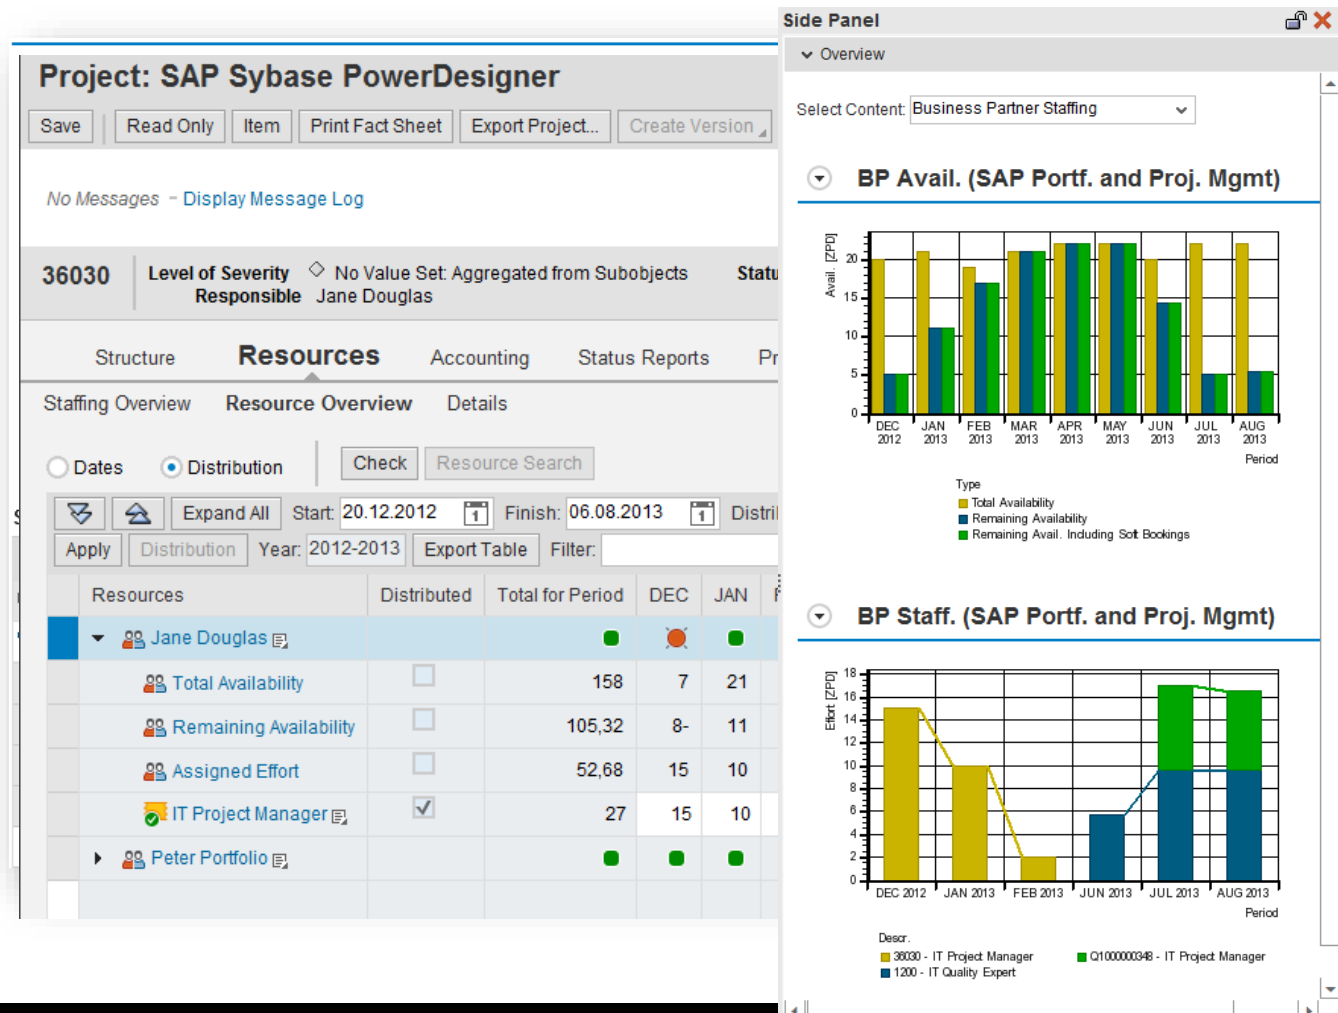 Project: SAP Sybase PowerDesigner
Save Read Only Item Print Fact Sheet Export Project... Create Version
No Messages - Display Message Log
36030 Level of Severity No Value Set: Aggregated from Subobjects Statu
Responsible Jane Douglas
Structure Resources Accounting Status Reports Pr
Staffing Overview Resource Overview Details
Dates Distribution Check Resource Search
Expand All Start: 20.12.2012 1 Finish: 06.08.2013 1 Distri
Apply Distribution Year: 2012-2013 Export Table Filter:
Resources Distributed Total for Period DEC JAN
Jane Douglas
Total Availability 158 7 21
Remaining Availability 105,32 8- 11
Assigned Effort 52,68 15 10
IT Project Manager 27 15 10
Peter Portfolio
Side Panel
Overview
Select Content: Business Partner Staffing
BP Avail. (SAP Portf. and Proj. Mgmt)
Avail. [ZPD]
20
15
10
5
0
DEC JAN FEB MAR APR MAY JUN JUL AUG
2012 2013 2013 2013 2013 2013 2013 2013 2013
Period
Type
Total Availability
Remaining Availability
Remaining Avail. Including Soft Bookings
BP Staff. (SAP Portf. and Proj. Mgmt)
Effort [ZPD]
18
16
14
12
10
8
6
4
2
0
DEC 2012 JAN 2013 FEB 2013 JUN 2013 JUL 2013 AUG 2013
Period
Descr.
36030 - IT Project Manager Q1000000348 - IT Project Manager
1200 - IT Quality Expert